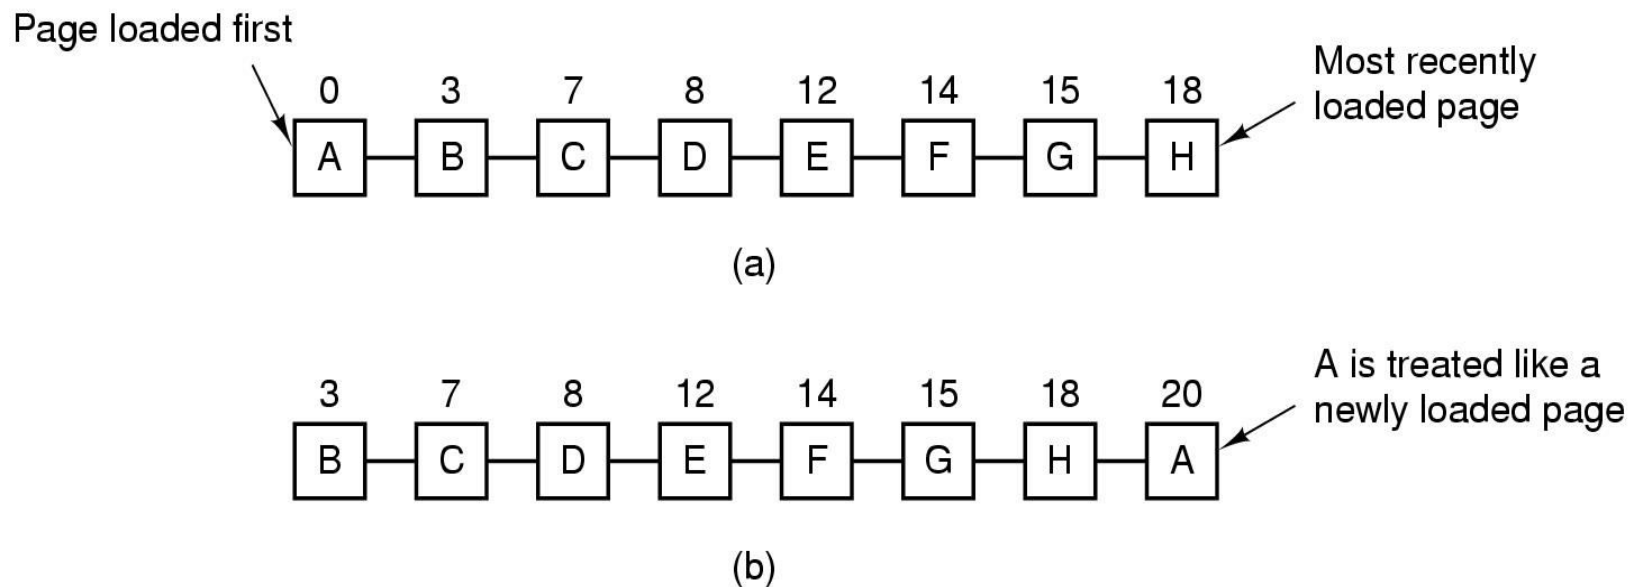 Page loaded first
Most recently
loaded page
0 3 7 8 12 14 15 18
A B C D E F G H
(a)
A is treated like a
newly loaded page
3 7 8 12 14 15 18 20
B C D E F G H A
(b)